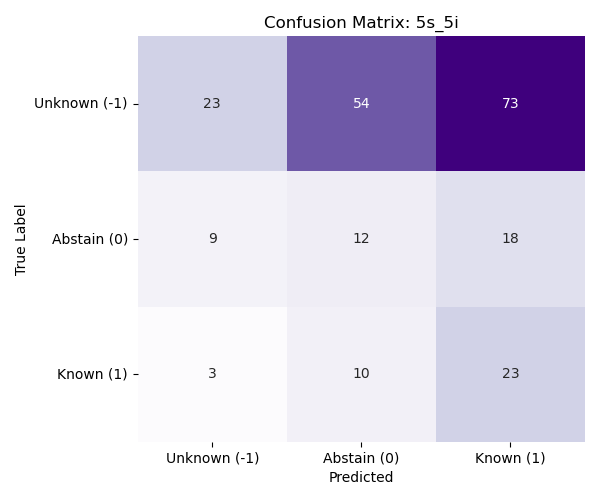 Confusion Matrix: 5s_5i
True Label
Unknown (-1) 23 54 73
Abstain (0) 9 12 18
Known (1) 3 10 23
Unknown (-1) Abstain (0) Known (1)
Predicted